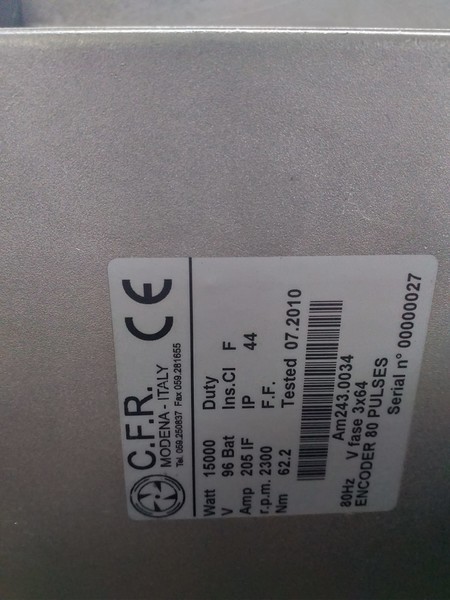 C.F.R.
MODENA - ITALY
Tel. 059.250837 Fax 059.281655
CE
Watt 15000 Duty
V 96 Bat Ins.Cl F
Amp 205 IF IP 44
r.p.m. 2300 F.F.
Nm 62.2 Tested 07.2010
Am243.0034
80Hz V fase 3x64
ENCODER 80 PULSES
Serial n° 00000027